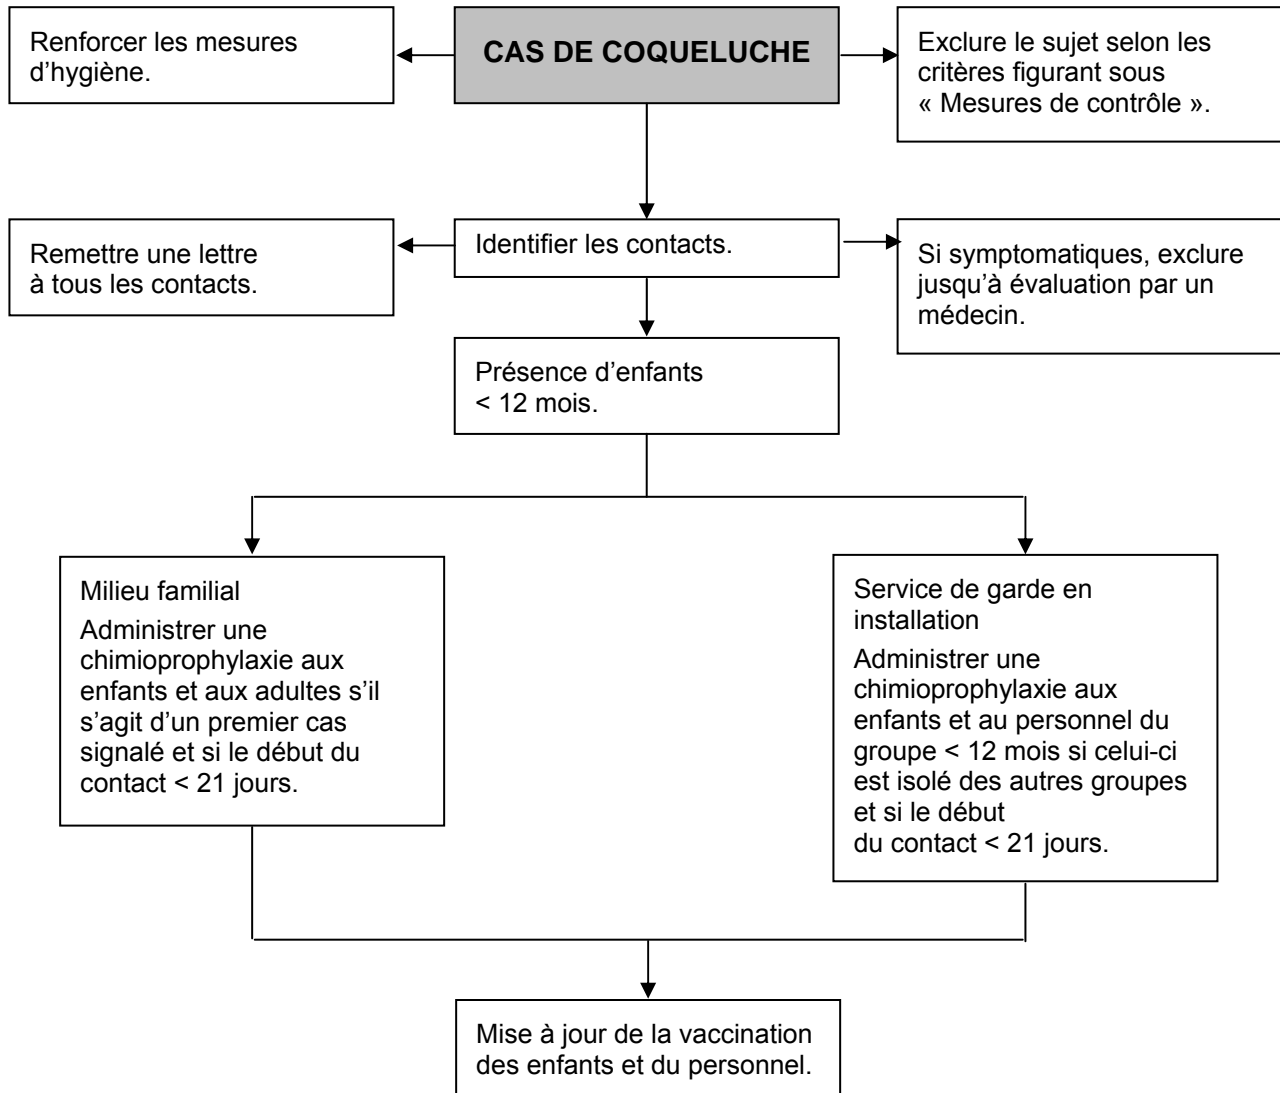 Renforcer les mesures
d’hygiène.
CAS DE COQUELUCHE
Exclure le sujet selon les
critères figurant sous
« Mesures de contrôle ».
Remettre une lettre
à tous les contacts.
Identifier les contacts.
Si symptomatiques, exclure
jusqu’à évaluation par un
médecin.
Présence d’enfants
< 12 mois.
Milieu familial
Administrer une
chimioprophylaxie aux
enfants et aux adultes s’il
s’agit d’un premier cas
signalé et si le début du
contact < 21 jours.
Service de garde en
installation
Administrer une
chimioprophylaxie aux
enfants et au personnel du
groupe < 12 mois si celui-ci
est isolé des autres groupes
et si le début
du contact < 21 jours.
Mise à jour de la vaccination
des enfants et du personnel.